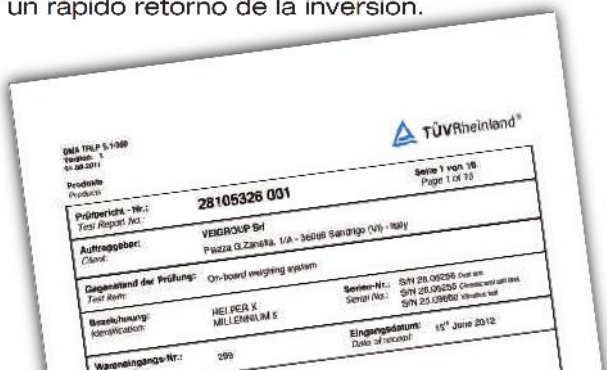 un rápido retorno de la inversión.
TÜVRheinland®
Version: 1
Produkte
Products
Prüfbericht - Nr.: 28105326 001 Seite 1 von 16
Test Report No.: Page 1 of
Auftraggeber: VEIGROUP Srl
Client: Piazza G.Zanella, 1/A - 36066 Sandrigo (VI) - Italy
Gegenstand der Prüfung: On-board weighing system
Test Item:
Bezeichnung: HELPER X Serien-Nr.: S/N
Identification: MILLENNIUM 5 Serial No.: S/N
S/N
Wareneingangs-Nr.: 299 Eingangsdatum: 15th June 2012
Date of receipt: